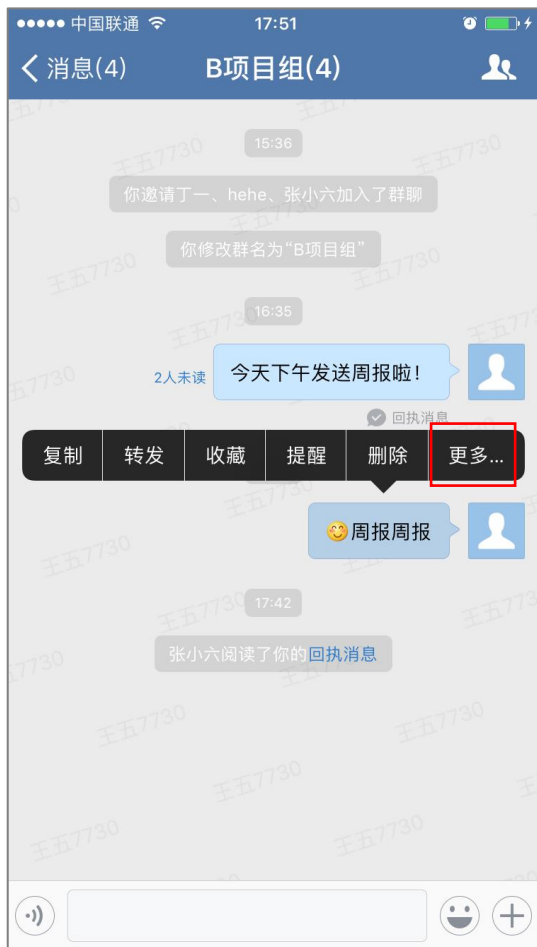 中国联通 17:51
消息(4) B项目组(4)
15:36
你邀请丁一、hehe、张小六加入了群聊
你修改群名为“B项目组”
16:35
2人未读 今天下午发送周报啦！
回执消息
复制 转发 收藏 提醒 删除 更多...
😊周报周报
17:42
张小六阅读了你的回执消息
王五7730